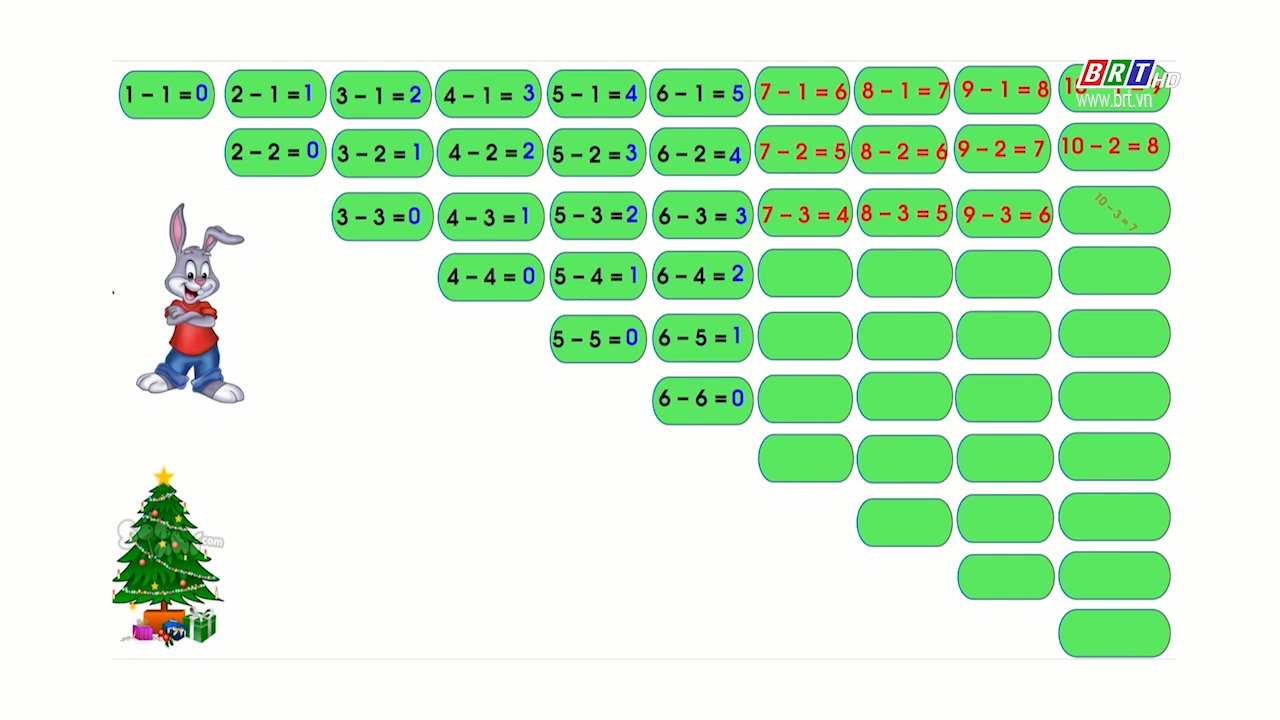 1 – 1 = 0 2 – 1 = 1 3 – 1 = 2 4 – 1 = 3 5 – 1 = 4 6 – 1 = 5 7 – 1 = 6 8 – 1 = 7 9 – 1 = 8 10
BRT HD
www.brt.vn
2 – 2 = 0 3 – 2 = 1 4 – 2 = 2 5 – 2 = 3 6 – 2 = 4 7 – 2 = 5 8 – 2 = 6 9 – 2 = 7 10 – 2 = 8
3 – 3 = 0 4 – 3 = 1 5 – 3 = 2 6 – 3 = 3 7 – 3 = 4 8 – 3 = 5 9 – 3 = 6 10 – 3 = 7
4 – 4 = 0 5 – 4 = 1 6 – 4 = 2
5 – 5 = 0 6 – 5 = 1
6 – 6 = 0
.com